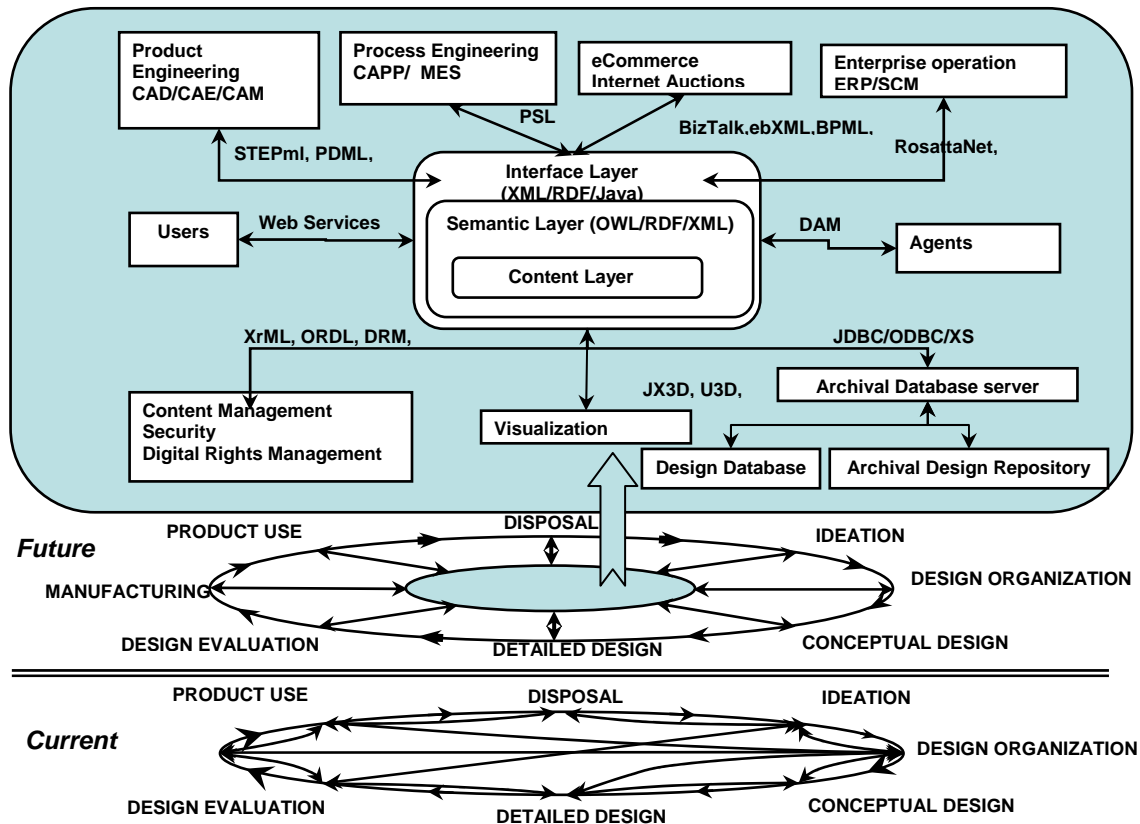 Product
Engineering
CAD/CAE/CAM
Process Engineering
CAPP/ MES
eCommerce
Internet Auctions
Enterprise operation
ERP/SCM
PSL
BizTalk,ebXML,BPML,
STEPml, PDML,
RosattaNet,
Interface Layer
(XML/RDF/Java)
Users
Web Services
Semantic Layer (OWL/RDF/XML)
DAM
Agents
Content Layer
XrML, ORDL, DRM,
JDBC/ODBC/XS
Archival Database server
JX3D, U3D,
Content Management
Security
Digital Rights Management
Visualization
Design Database
Archival Design Repository
PRODUCT USE
DISPOSAL
IDEATION
Future
MANUFACTURING
DESIGN ORGANIZATION
DESIGN EVALUATION
DETAILED DESIGN
CONCEPTUAL DESIGN
PRODUCT USE
DISPOSAL
IDEATION
Current
DESIGN ORGANIZATION
DESIGN EVALUATION
DETAILED DESIGN
CONCEPTUAL DESIGN